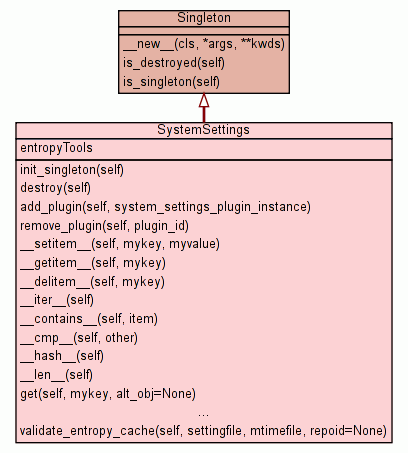 Singleton
__new__(cls, *args, **kwds)
is_destroyed(self)
is_singleton(self)
SystemSettings
entropyTools
init_singleton(self)
destroy(self)
add_plugin(self, system_settings_plugin_instance)
remove_plugin(self, plugin_id)
__setitem__(self, mykey, myvalue)
__getitem__(self, mykey)
__delitem__(self, mykey)
__iter__(self)
__contains__(self, item)
__cmp__(self, other)
__hash__(self)
__len__(self)
get(self, mykey, alt_obj=None)
...
validate_entropy_cache(self, settingfile, mtimefile, repoid=None)